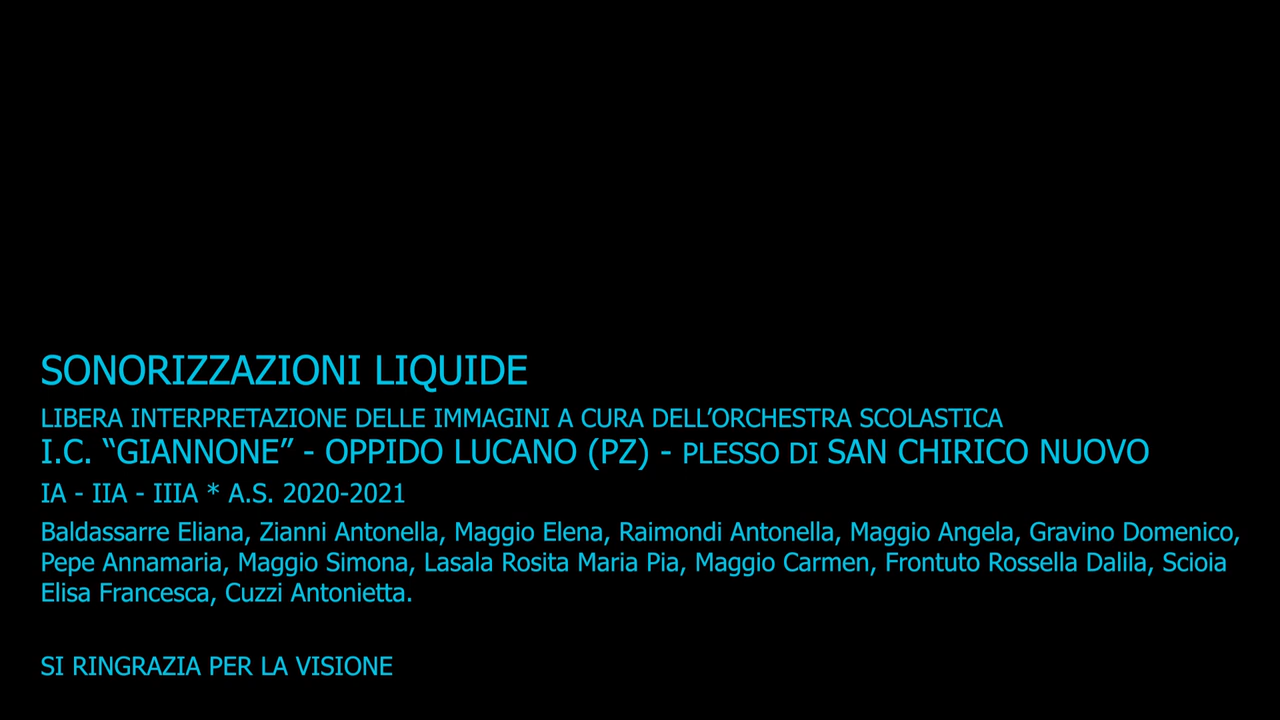 SONORIZZAZIONI LIQUIDE
LIBERA INTERPRETAZIONE DELLE IMMAGINI A CURA DELL’ORCHESTRA SCOLASTICA
I.C. “GIANNONE” - OPPIDO LUCANO (PZ) - PLESSO DI SAN CHIRICO NUOVO
IA - IIA - IIIA * A.S. 2020-2021
Baldassarre Eliana, Zianni Antonella, Maggio Elena, Raimondi Antonella, Maggio Angela, Gravino Domenico,
Pepe Annamaria, Maggio Simona, Lasala Rosita Maria Pia, Maggio Carmen, Frontuto Rossella Dalila, Scioia
Elisa Francesca, Cuzzi Antonietta.
SI RINGRAZIA PER LA VISIONE